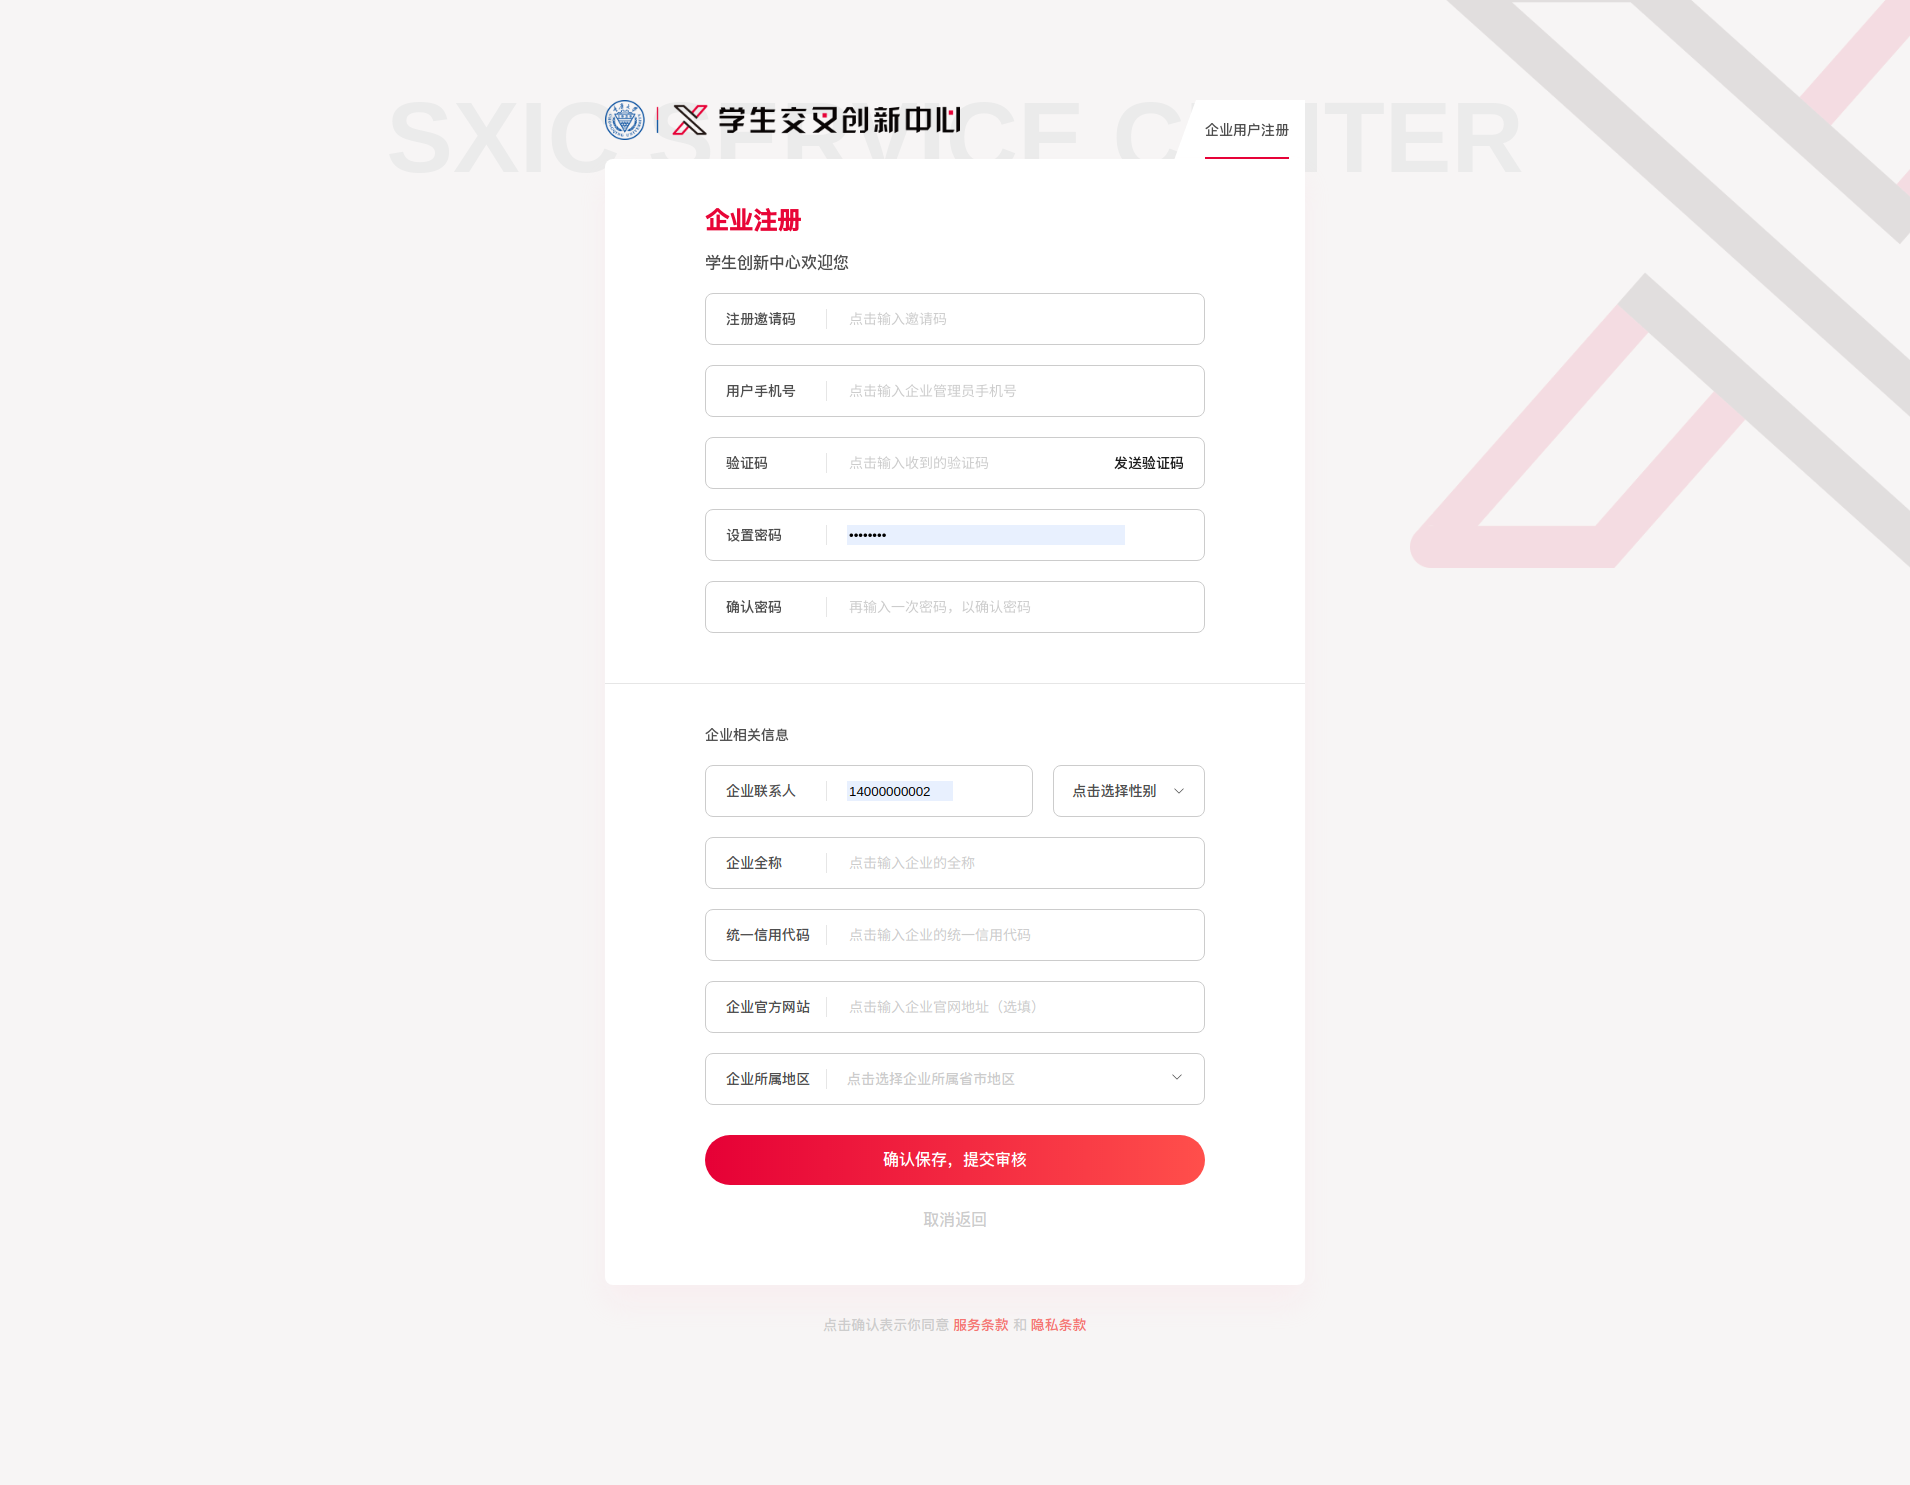 SXIC SERVICE CENTER
学生交叉创新中心
企业用户注册
企业注册
学生创新中心欢迎您
注册邀请码 点击输入邀请码
用户手机号 点击输入企业管理员手机号
验证码 点击输入收到的验证码 发送验证码
设置密码 ••••••••
确认密码 再输入一次密码，以确认密码
企业相关信息
企业联系人 14000000002 点击选择性别
企业全称 点击输入企业的全称
统一信用代码 点击输入企业的统一信用代码
企业官方网站 点击输入企业官网地址（选填）
企业所属地区 点击选择企业所属省市地区
确认保存，提交审核
取消返回
点击确认表示你同意 服务条款 和 隐私条款